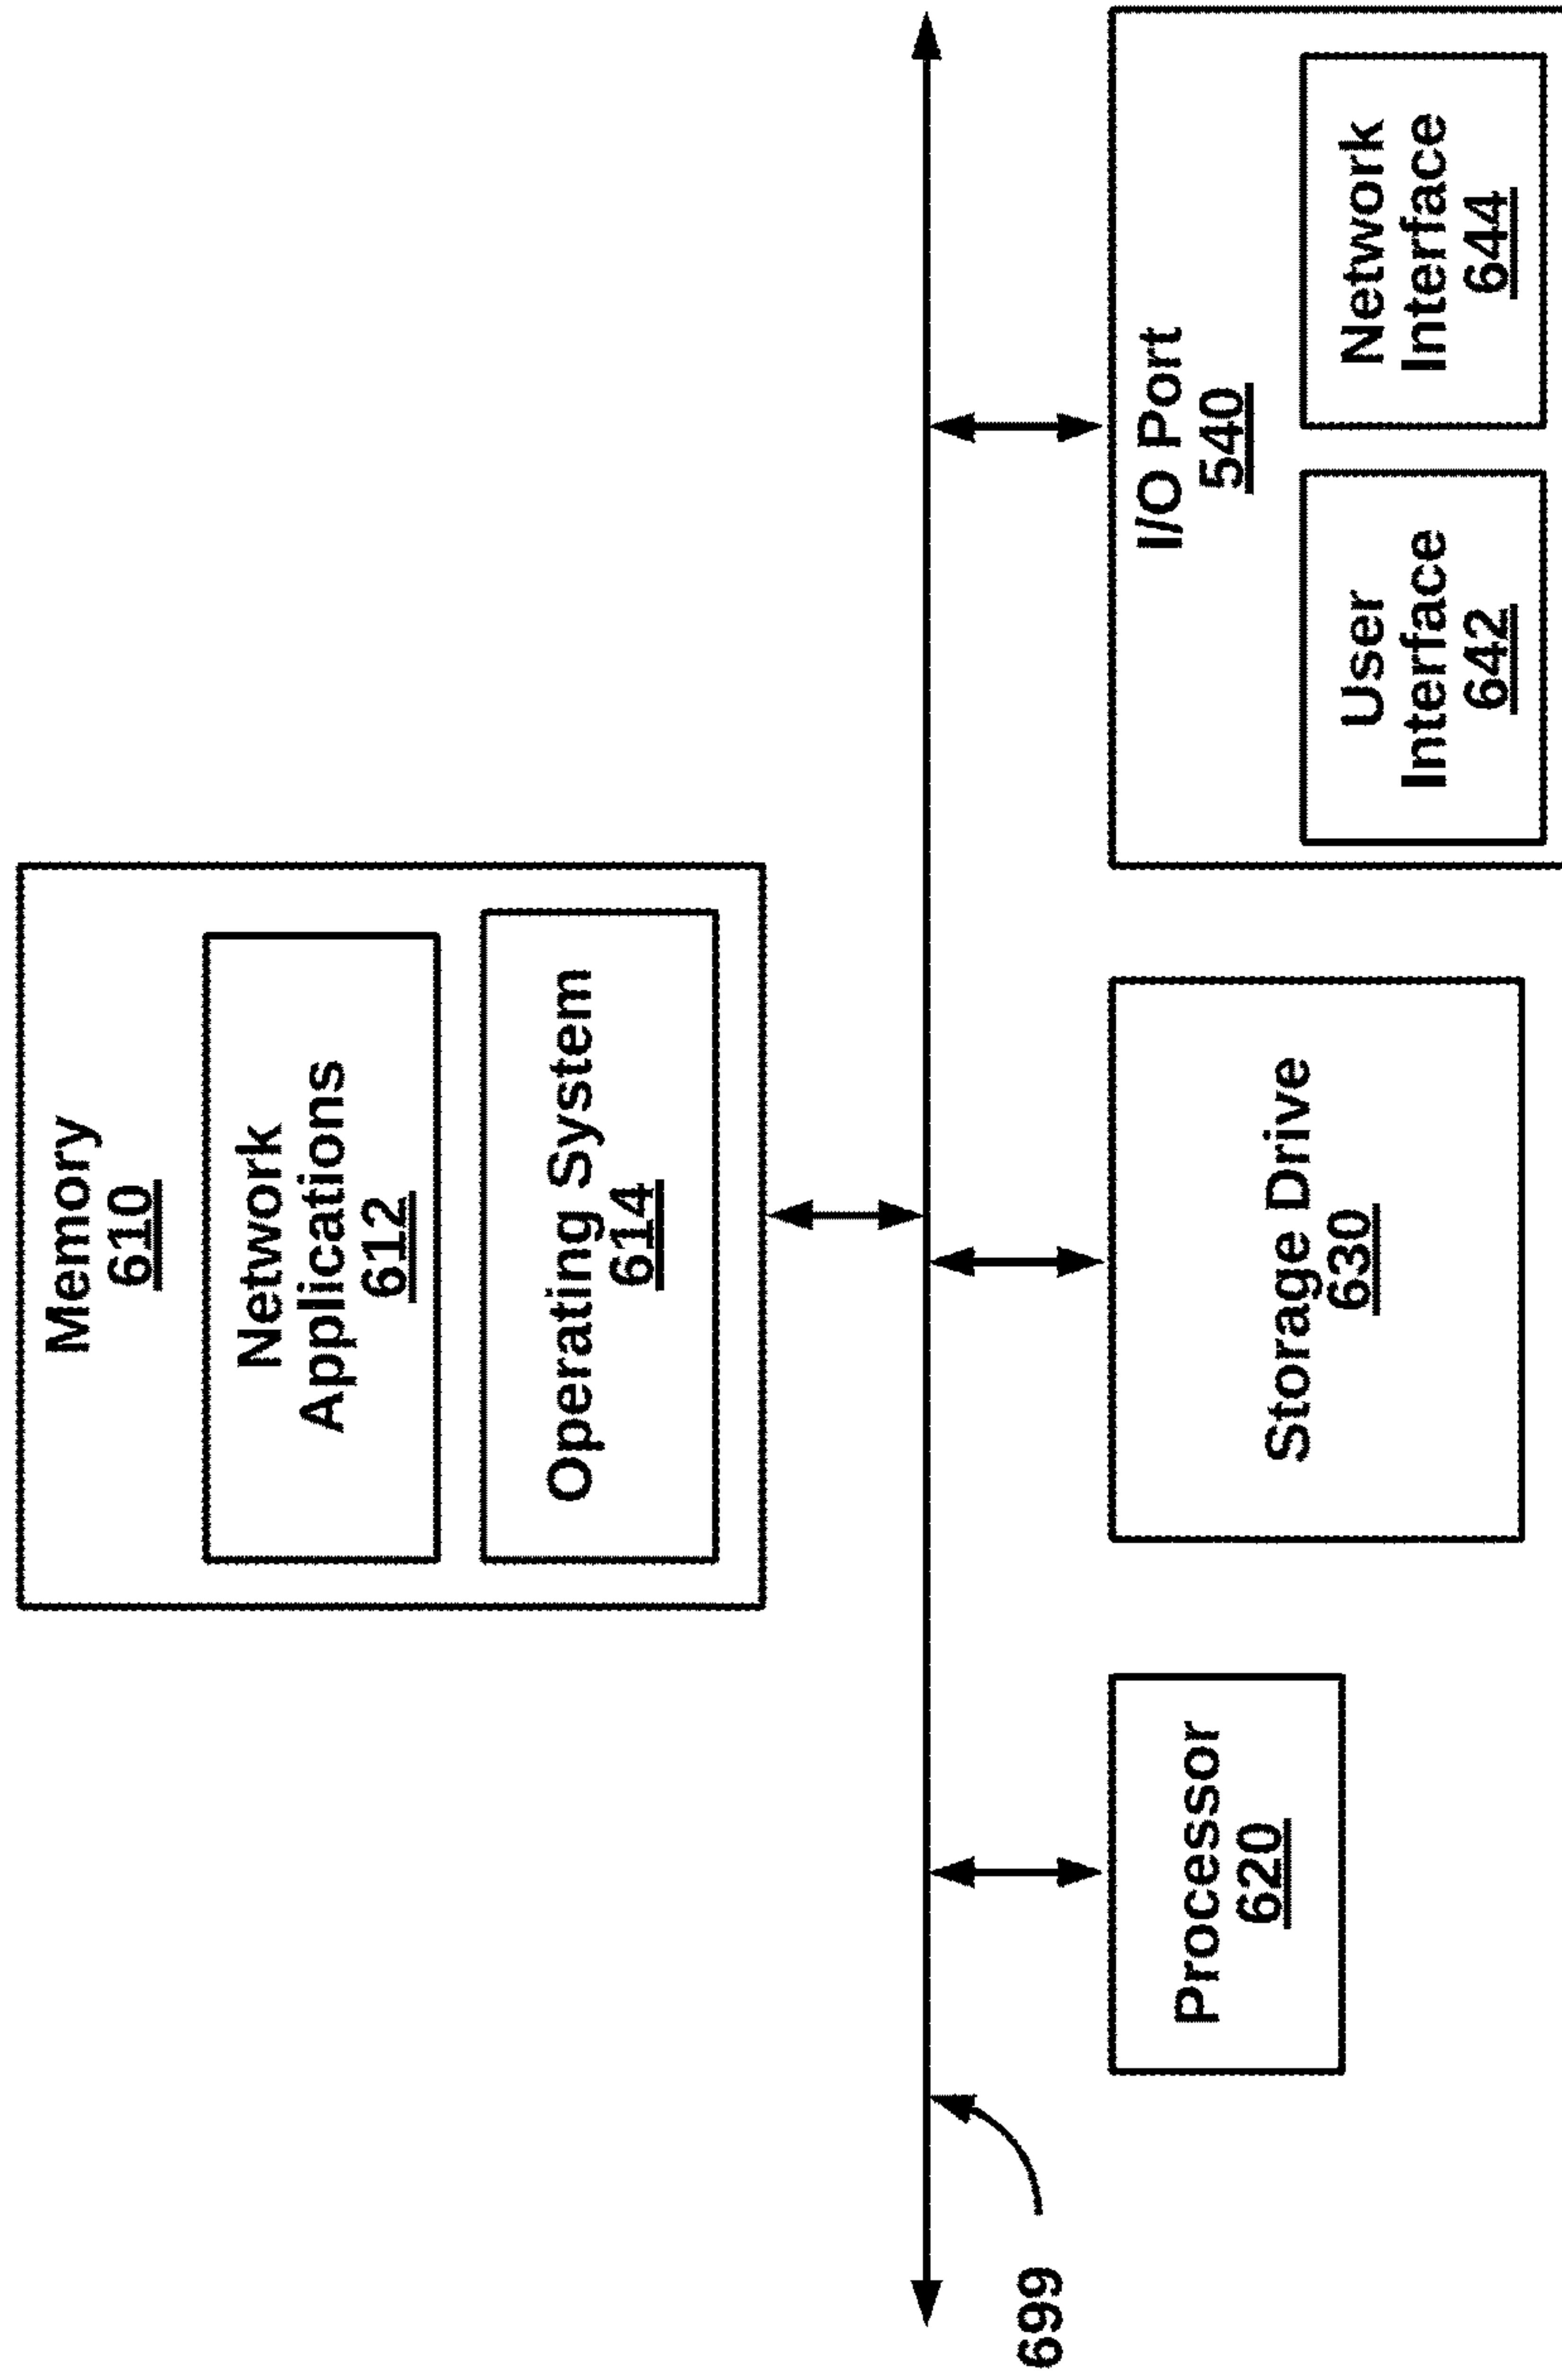 Memory
610
Network
Applications
612
Operating System
614
699
Processor
620
Storage Drive
630
I/O Port
540
User
Interface
642
Network
Interface
644